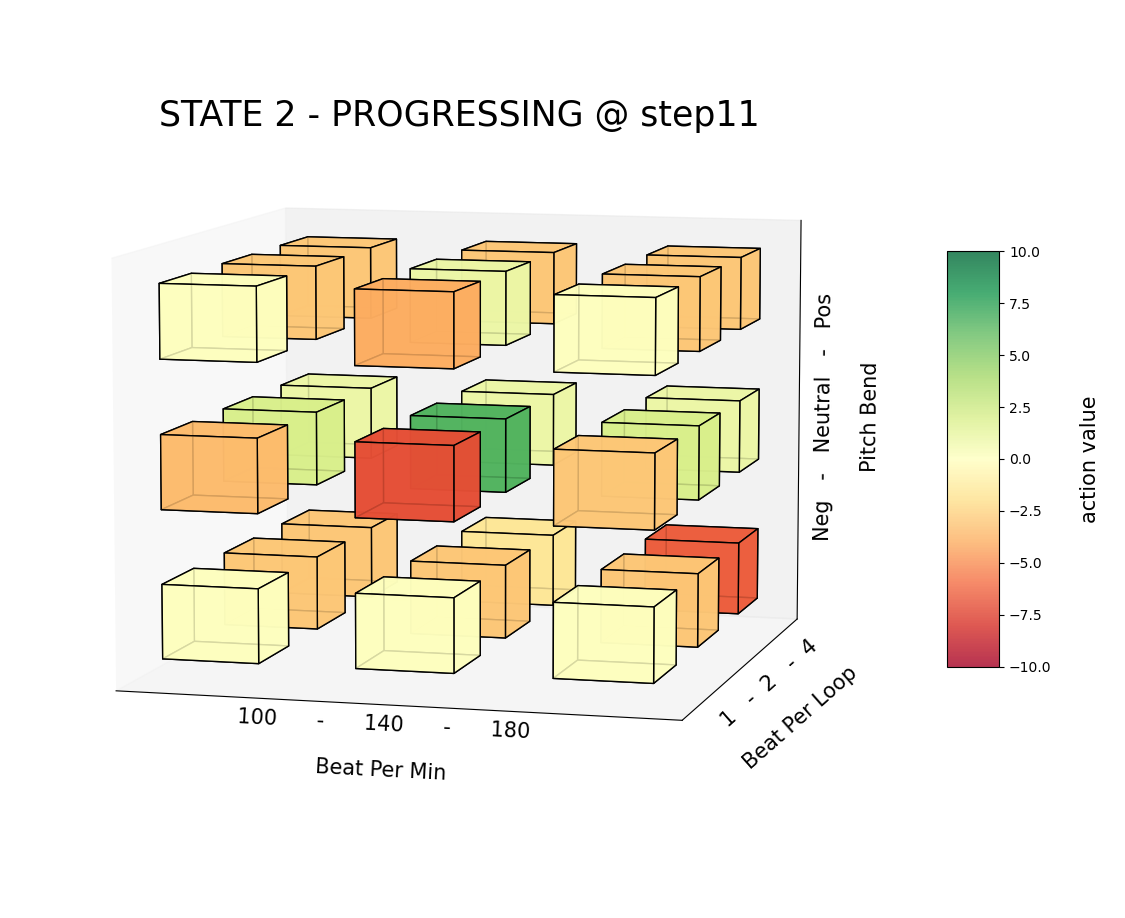 STATE 2 - PROGRESSING @ step11
Neg - Neutral - Pos
Pitch Bend
10.0
7.5
5.0
2.5
0.0
−2.5
−5.0
−7.5
−10.0
action value
1 - 2 - 4
Beat Per Loop
100 - 140 - 180
Beat Per Min